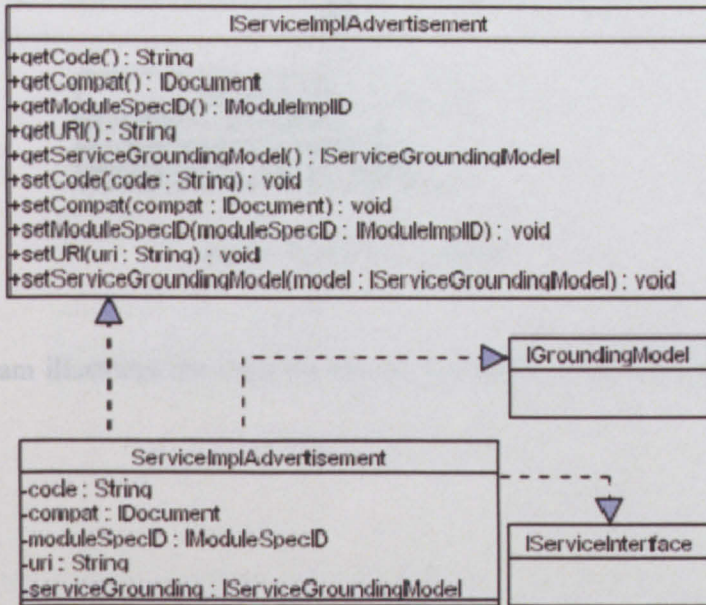 IServiceImplAdvertisement
+getCode() : String
+getCompat() : IDocument
+getModuleSpecID() : IModuleImplID
+getURI() : String
+getServiceGroundingModel() : IServiceGroundingModel
+setCode(code : String) : void
+setCompat(compat : IDocument) : void
+setModuleSpecID(moduleSpecID : IModuleImplID) : void
+setURI(uri : String) : void
+setServiceGroundingModel(model : IServiceGroundingModel) : void
IGroundingModel
ServiceImplAdvertisement
-code : String
-compat : IDocument
-moduleSpecID : IModuleSpecID
-uri : String
-serviceGrounding : IServiceGroundingModel
IServiceInterface